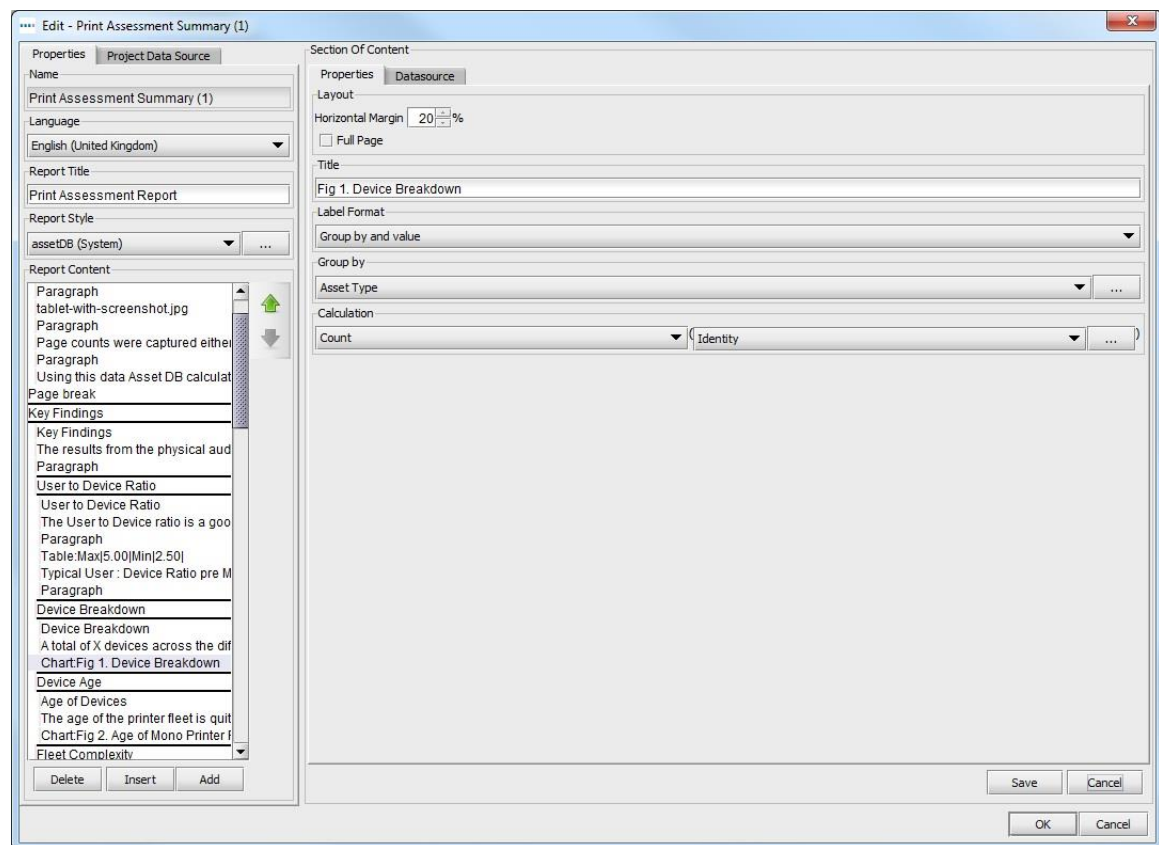 Edit - Print Assessment Summary (1)
Properties
Project Data Source
Name
Print Assessment Summary (1)
Language
English (United Kingdom)
Report Title
Print Assessment Report
Report Style
assetDB (System)
...
Report Content
Paragraph
tablet-with-screenshot.jpg
Paragraph
Page counts were captured either
Paragraph
Using this data Asset DB calculat
Page break
Key Findings
Key Findings
The results from the physical aud
Paragraph
User to Device Ratio
User to Device Ratio
The User to Device ratio is a goo
Paragraph
Table:Max|5.00|Min|2.50|
Typical User : Device Ratio pre M
Paragraph
Device Breakdown
Device Breakdown
A total of X devices across the dif
Chart:Fig 1. Device Breakdown
Device Age
Age of Devices
The age of the printer fleet is quit
Chart:Fig 2. Age of Mono Printer F
Fleet Complexity
Delete
Insert
Add
Section Of Content
Properties
Datasource
Layout
Horizontal Margin 20 %
Full Page
Title
Fig 1. Device Breakdown
Label Format
Group by and value
Group by
Asset Type
...
Calculation
Count ( Identity ... )
Save
Cancel
OK
Cancel